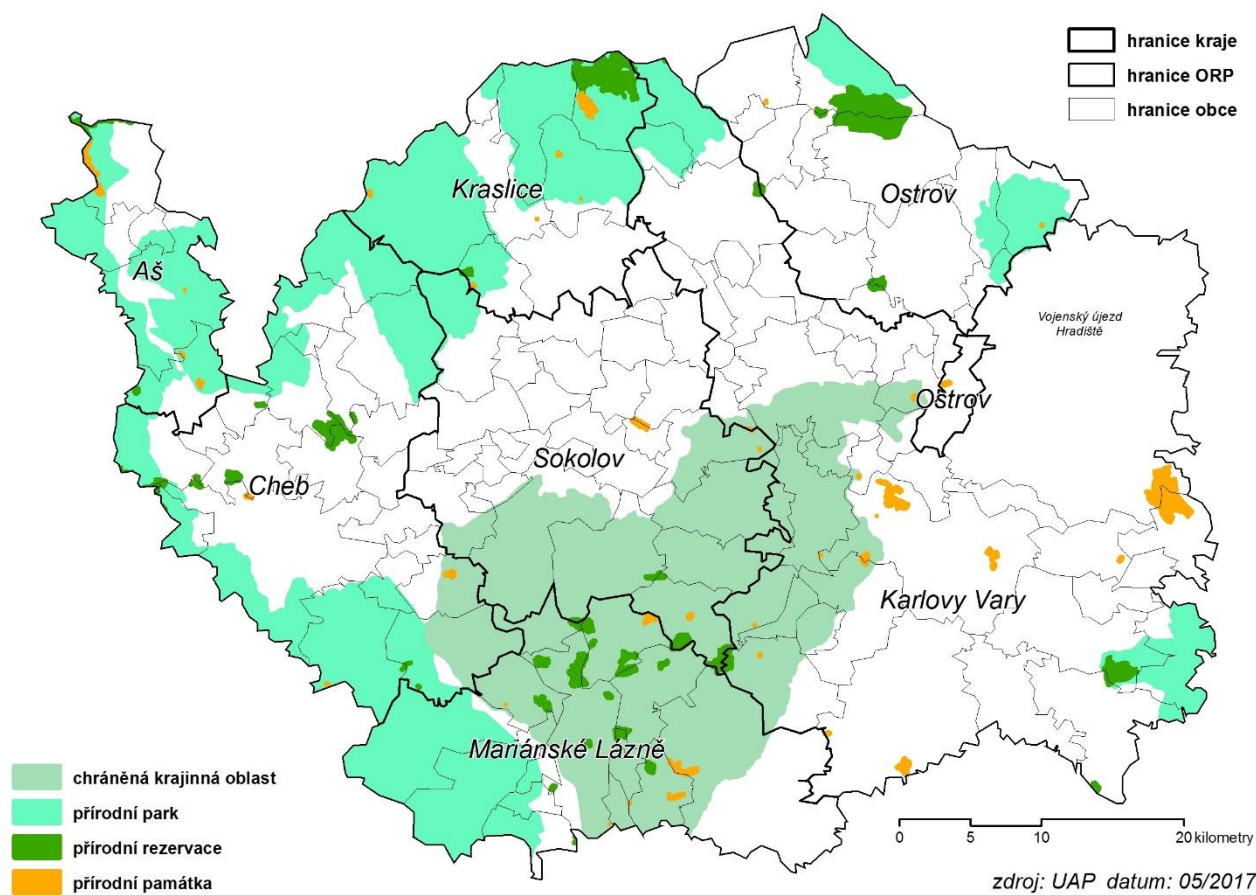 hranice kraje
hranice ORP
hranice obce
Kraslice
Ostrov
Aš
Vojenský újezd
Hradiště
Ostrov
Sokolov
Cheb
Karlovy Vary
Mariánské Lázně
chráněná krajinná oblast
přírodní park
přírodní rezervace
přírodní památka
0 5 10 20 kilometry
zdroj: UAP datum: 05/2017